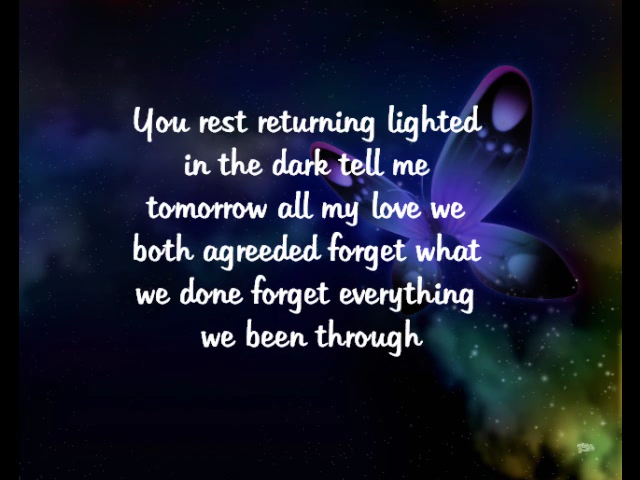 You rest returning lighted
in the dark tell me
tomorrow all my love we
both agreeded forget what
we done forget everything
we been through